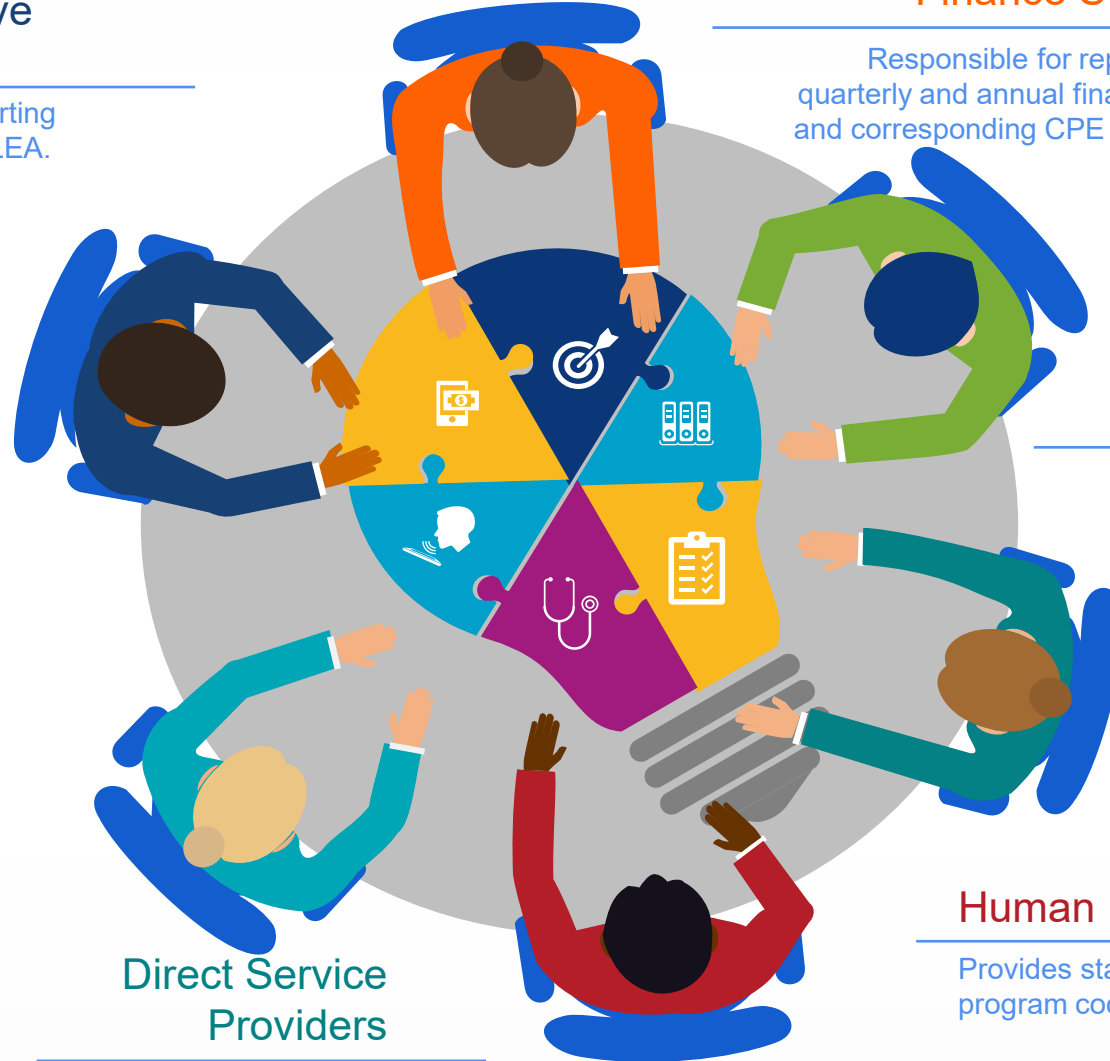 ve
rting
LEA.
Finance
Responsible for rep
quarterly and annual fina
and corresponding CPE
Direct Service
Providers
Human
Provides sta
program coo